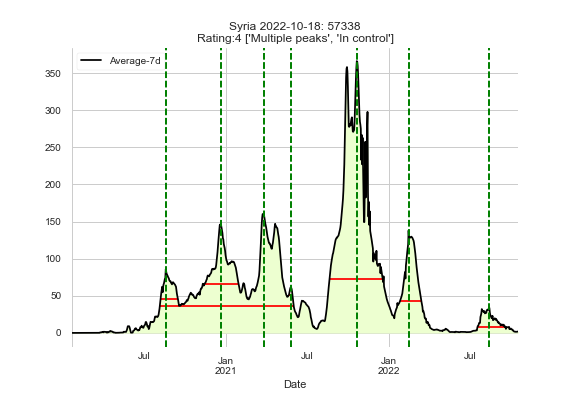 Syria 2022-10-18: 57338
Rating:4 ['Multiple peaks', 'In control']
Average-7d
350
300
250
200
150
100
50
0
Jul
Jan
2021
Jul
Jan
2022
Jul
Date